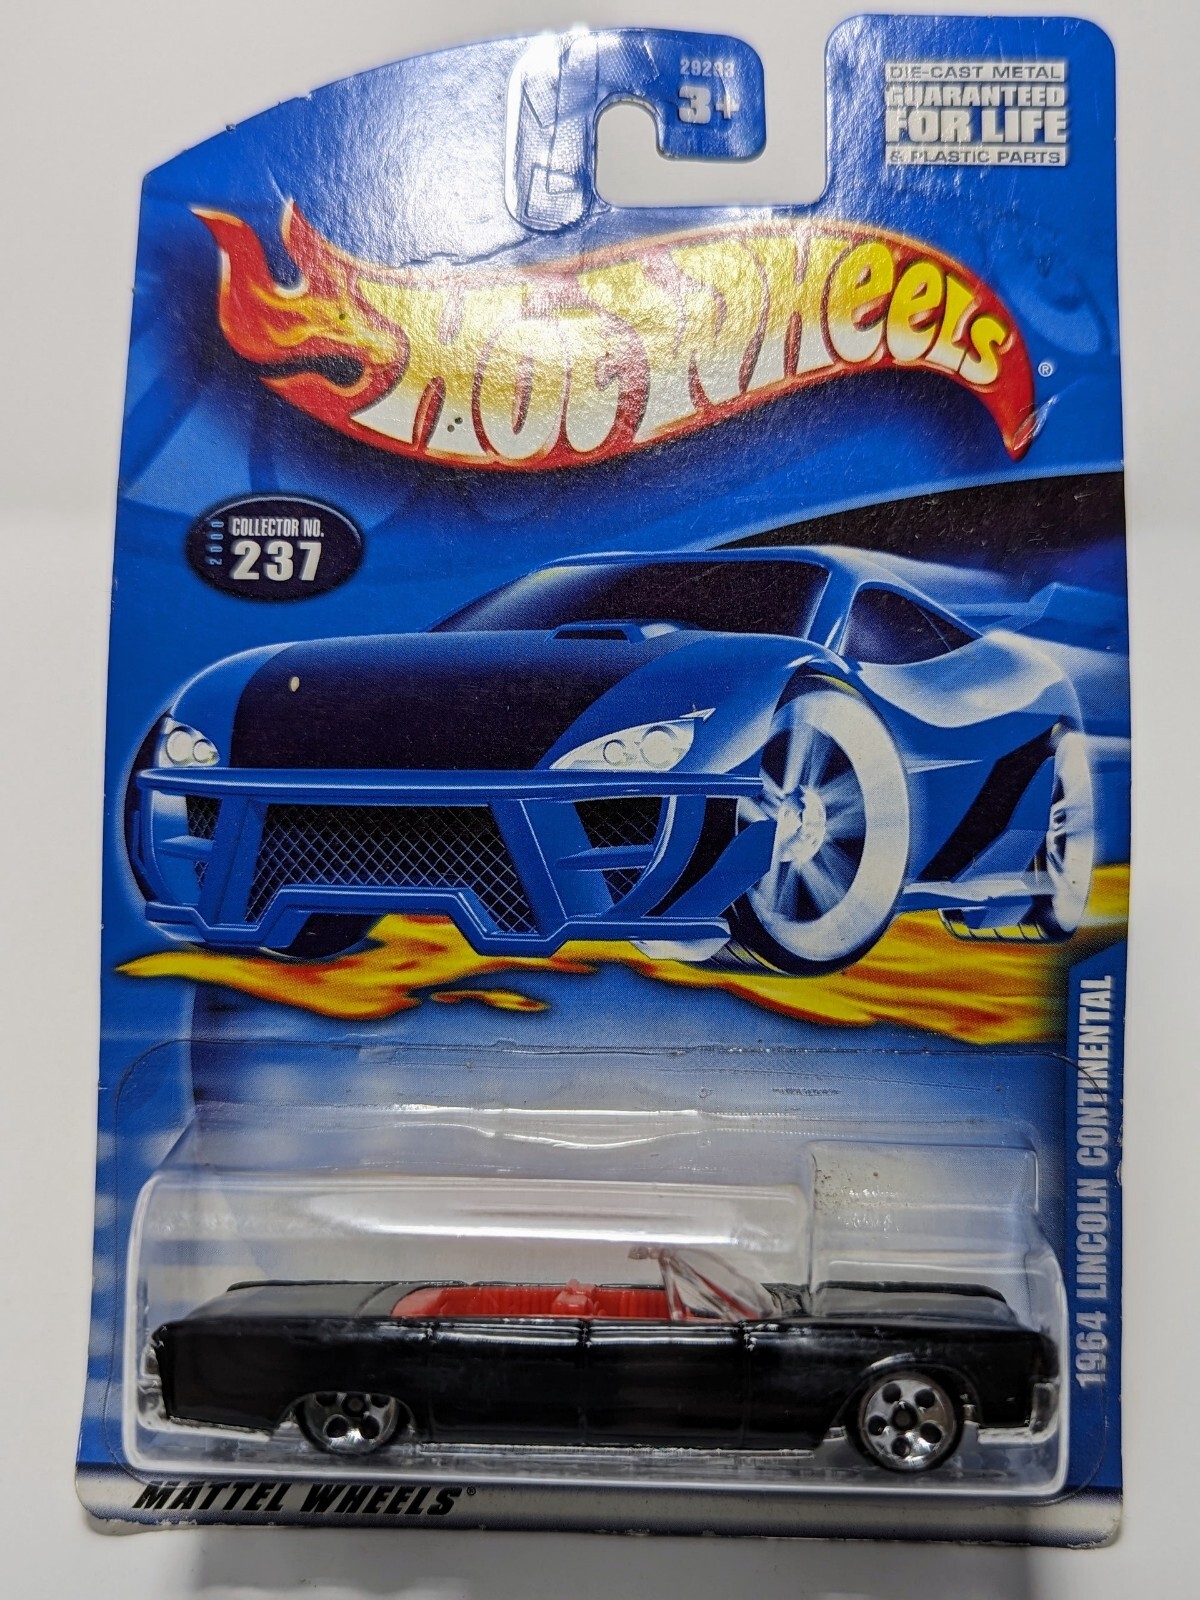 29293
3+
DIE-CAST METAL
GUARANTEED
FOR LIFE
& PLASTIC PARTS
HOT WHEELS®
2000
COLLECTOR NO.
237
1964 LINCOLN CONTINENTAL
MATTEL WHEELS®